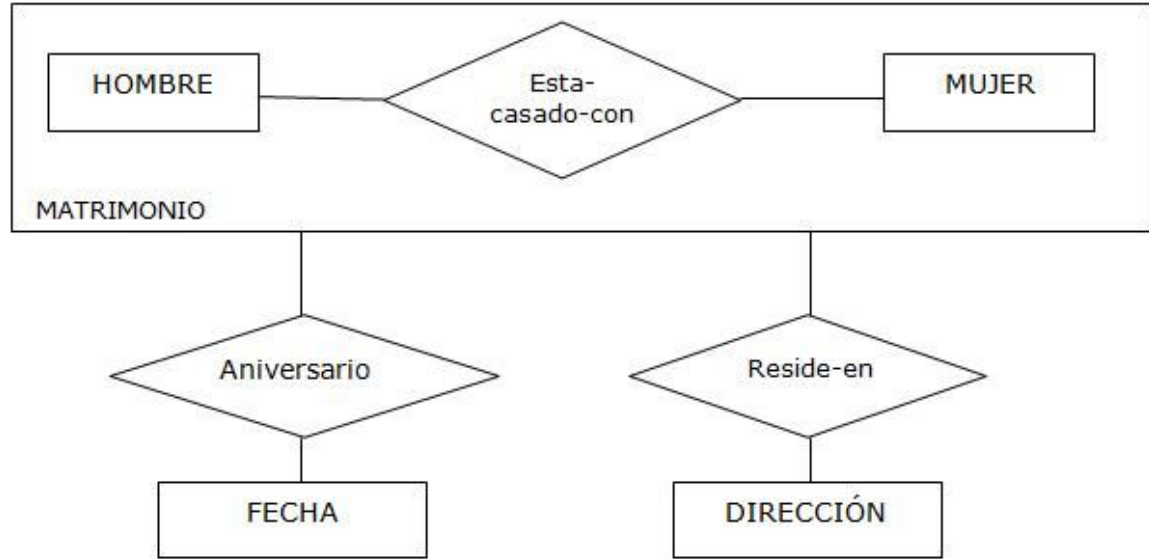 HOMBRE
Esta-
casado-con
MUJER
MATRIMONIO
Aniversario
Reside-en
FECHA
DIRECCIÓN